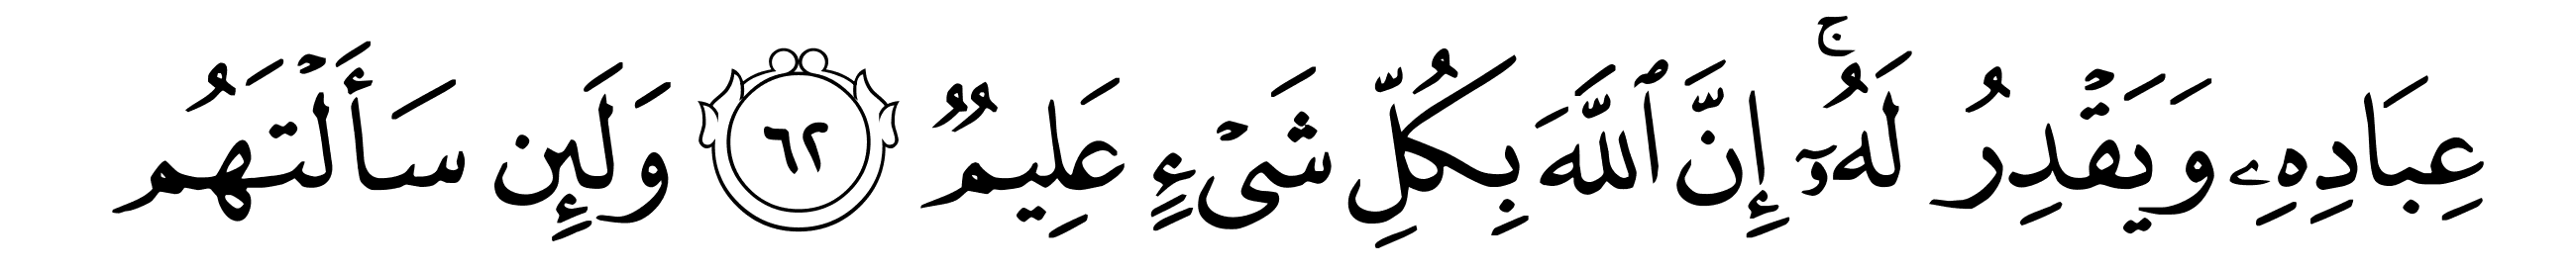 عِبَادِهِۦ وَيَقْدِرُ لَهُۥٓ ۚ إِنَّ ٱللَّهَ بِكُلِّ شَىْءٍ عَلِيمٌ ٦٢ وَلَئِن سَأَلْتَهُم